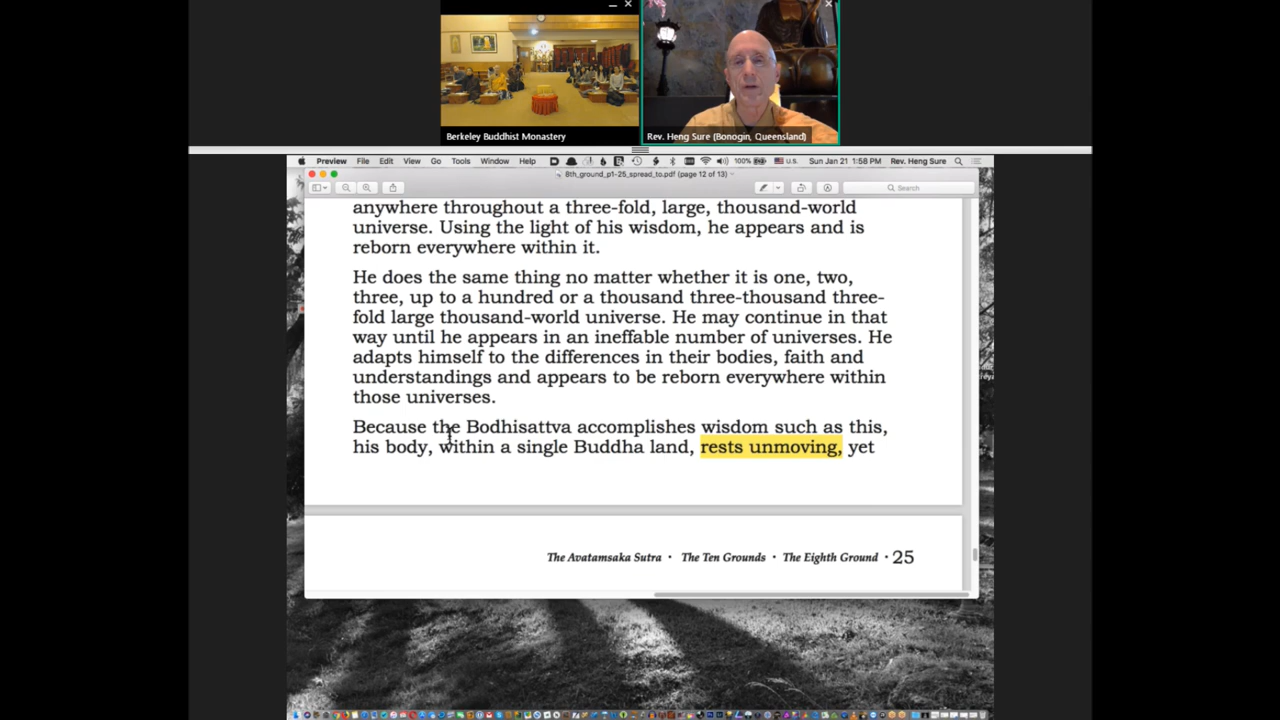 Berkeley Buddhist Monastery
Rev. Heng Sure (Bonogin, Queensland)
Preview File Edit View Go Tools Window Help 100% U.S. Sun Jan 21 1:58 PM Rev. Heng Sure
8th_ground_p1-25_spread_to.pdf (page 12 of 13)
Search
anywhere throughout a three-fold, large, thousand-world
universe. Using the light of his wisdom, he appears and is
reborn everywhere within it.
He does the same thing no matter whether it is one, two,
three, up to a hundred or a thousand three-thousand three-
fold large thousand-world universe. He may continue in that
way until he appears in an ineffable number of universes. He
adapts himself to the differences in their bodies, faith and
understandings and appears to be reborn everywhere within
those universes.
Because the Bodhisattva accomplishes wisdom such as this,
his body, within a single Buddha land, rests unmoving, yet
The Avatamsaka Sutra • The Ten Grounds • The Eighth Ground • 25